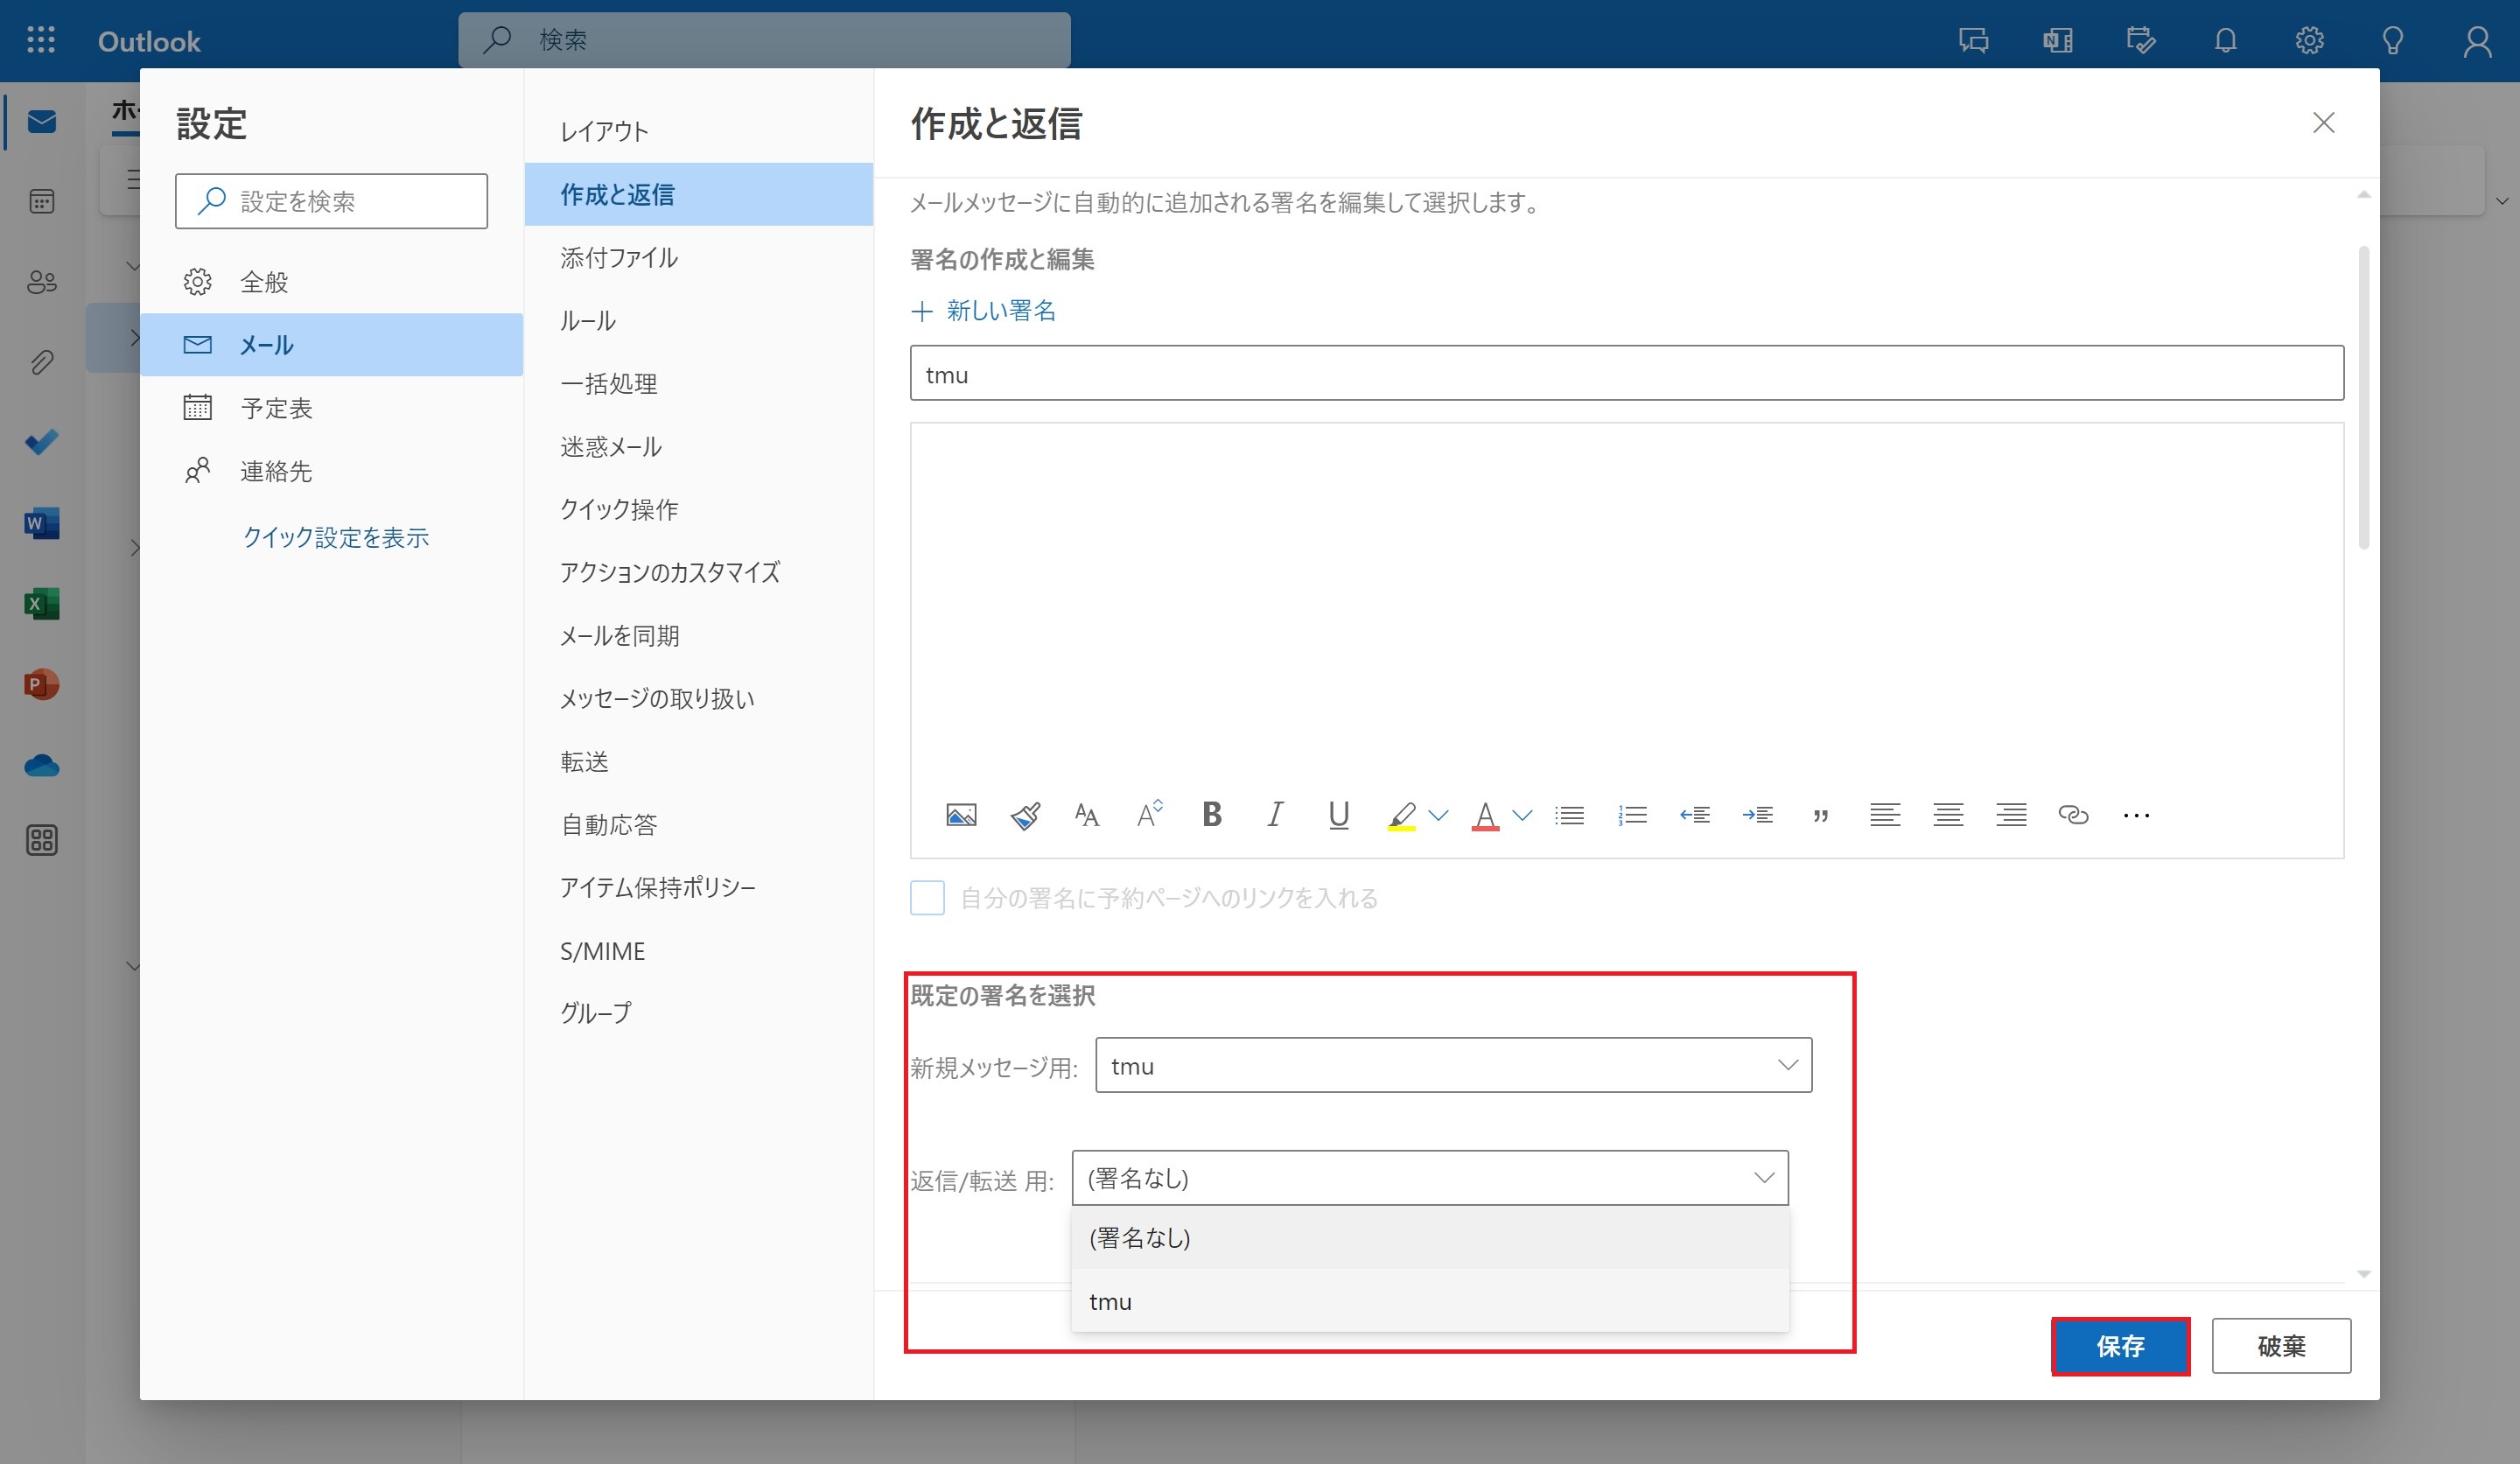 Outlook
検索
ホー
設定
設定を検索
全般
メール
予定表
連絡先
クイック設定を表示
レイアウト
作成と返信
添付ファイル
ルール
一括処理
迷惑メール
クイック操作
アクションのカスタマイズ
メールを同期
メッセージの取り扱い
転送
自動応答
アイテム保持ポリシー
S/MIME
グループ
作成と返信
メールメッセージに自動的に追加される署名を編集して選択します。
署名の作成と編集
新しい署名
tmu
自分の署名に予約ページへのリンクを入れる
既定の署名を選択
新規メッセージ用: tmu
返信/転送 用: (署名なし)
(署名なし)
tmu
保存 破棄